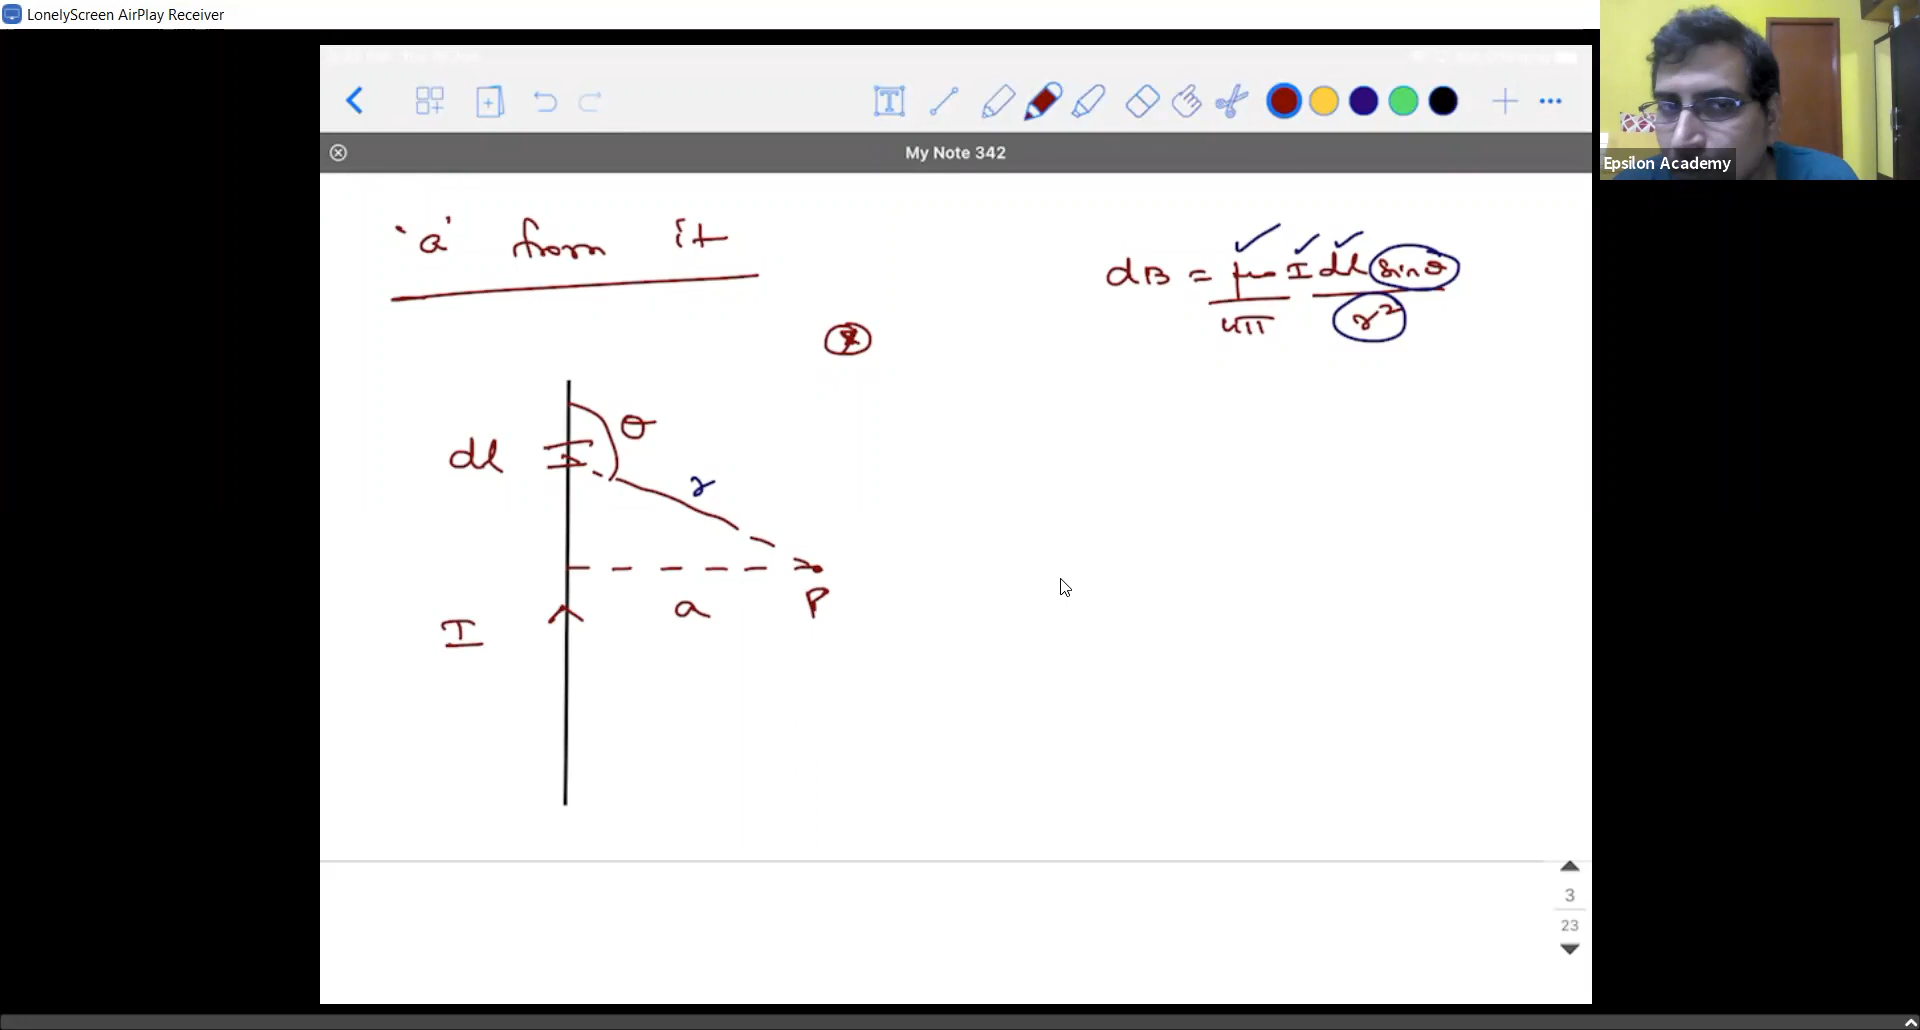 LonelyScreen AirPlay Receiver
My Note 342
Epsilon Academy
'a' from it
dB = μ₀ I dl sinθ
4π r²
θ
dl
r
a
P
I
3
23